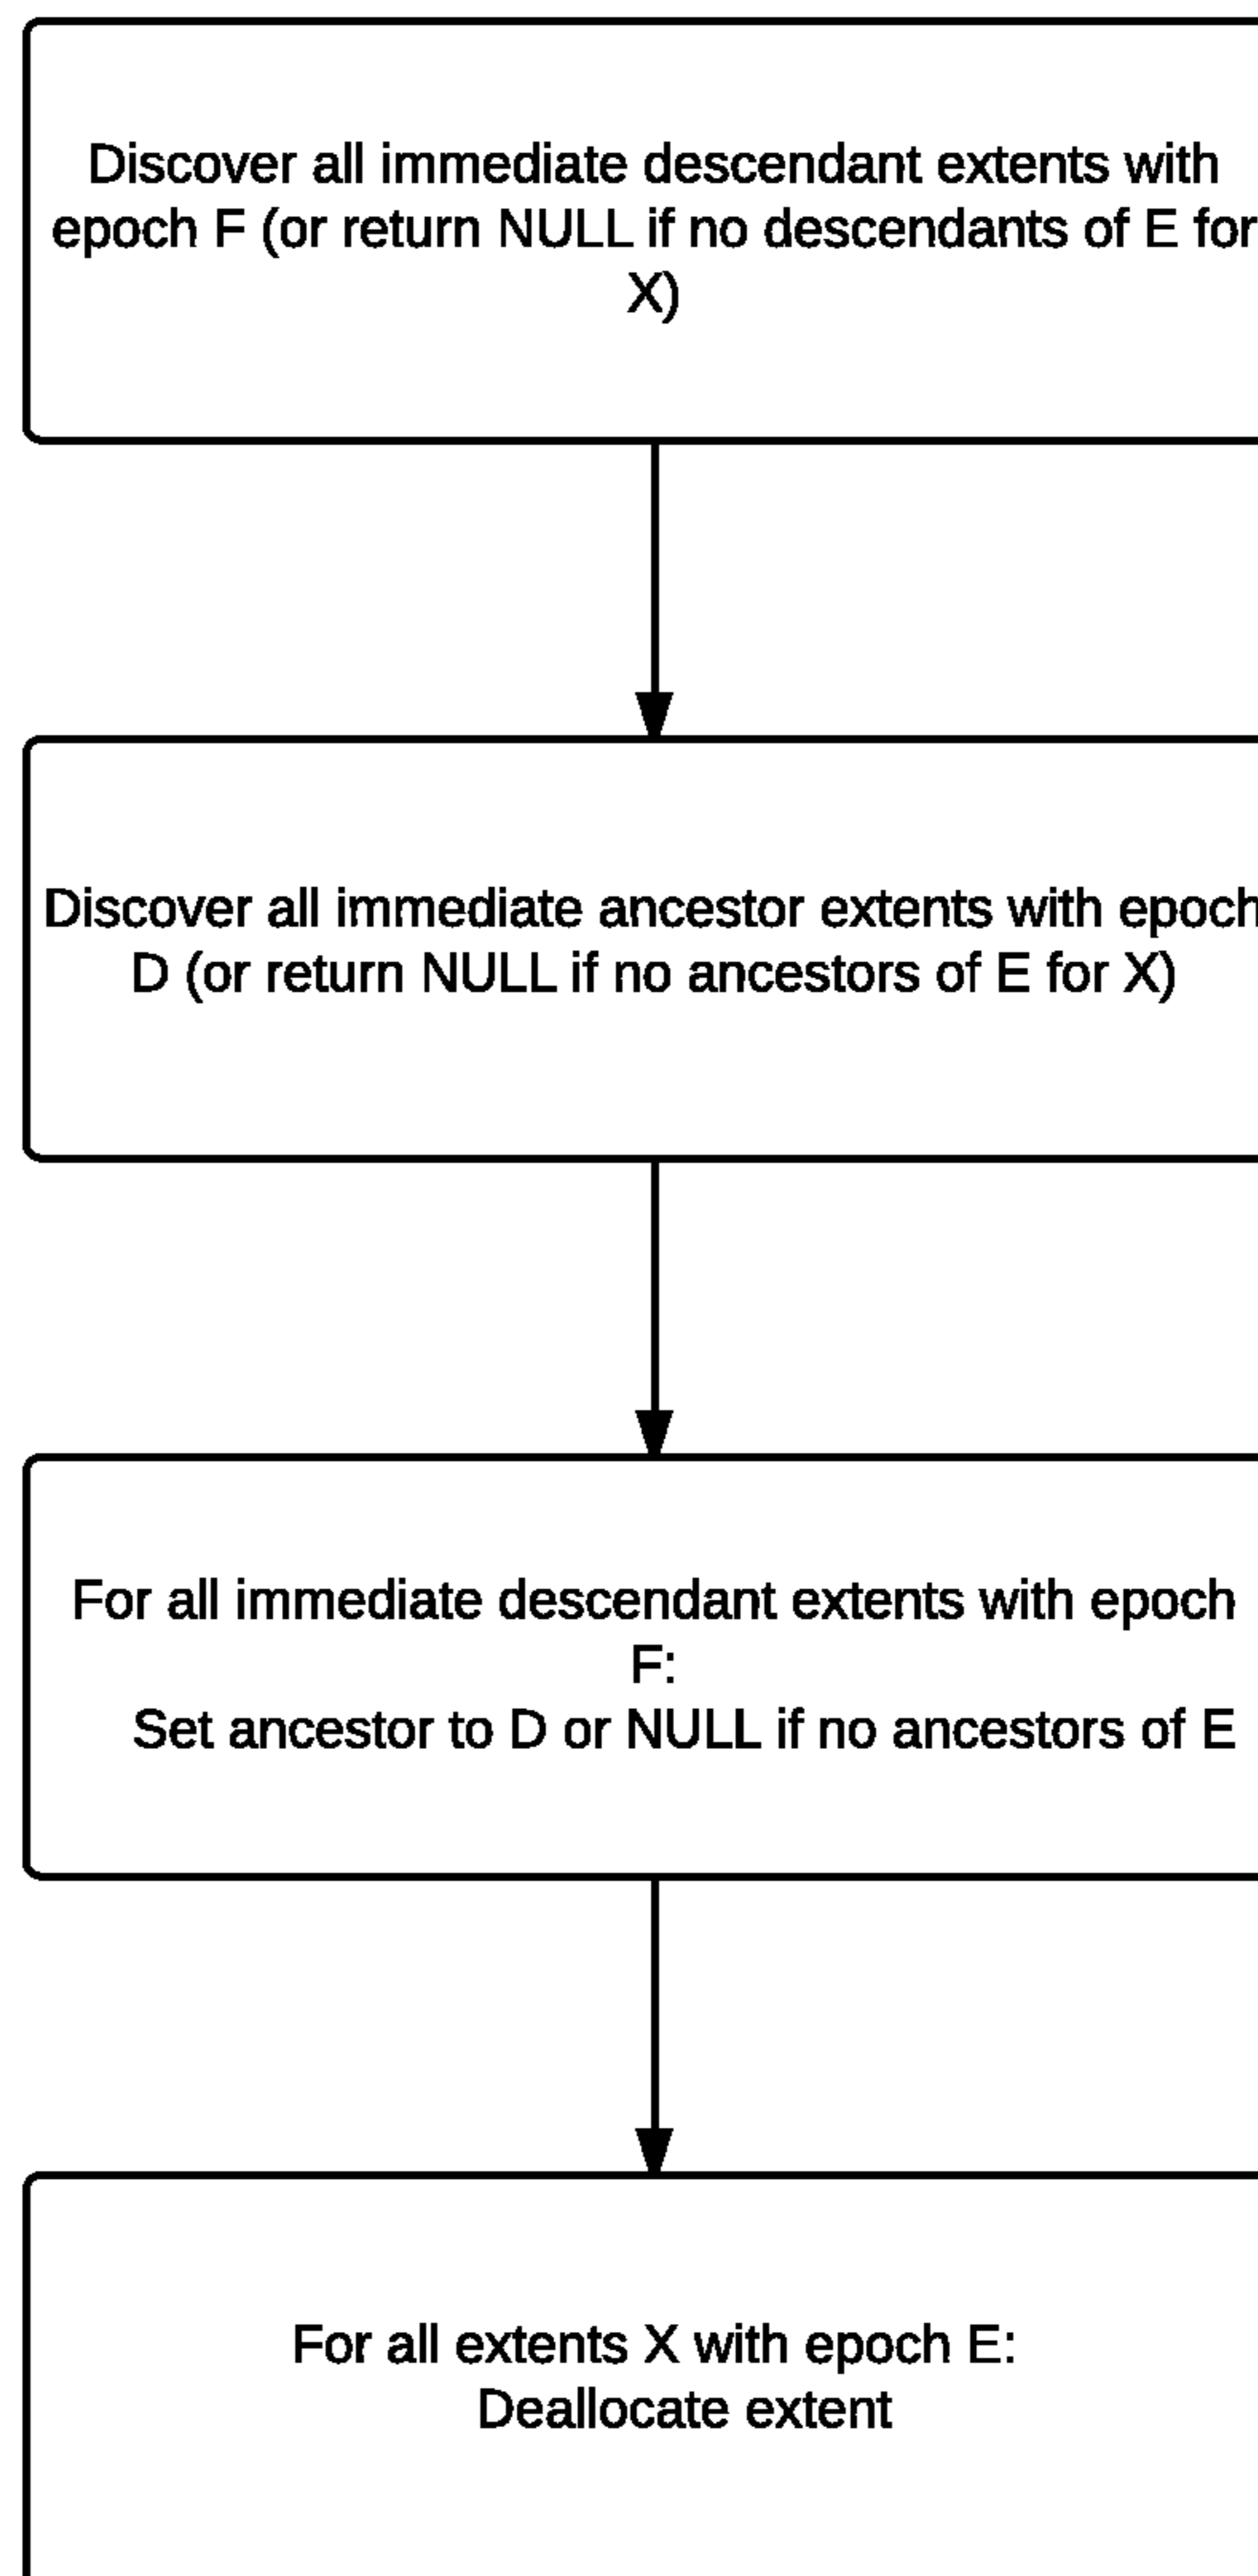 Discover all immediate descendant extents with
epoch F (or return NULL if no descendants of E for
X)
Discover all immediate ancestor extents with epoch
D (or return NULL if no ancestors of E for X)
For all immediate descendant extents with epoch
F:
Set ancestor to D or NULL if no ancestors of E
For all extents X with epoch E:
Deallocate extent